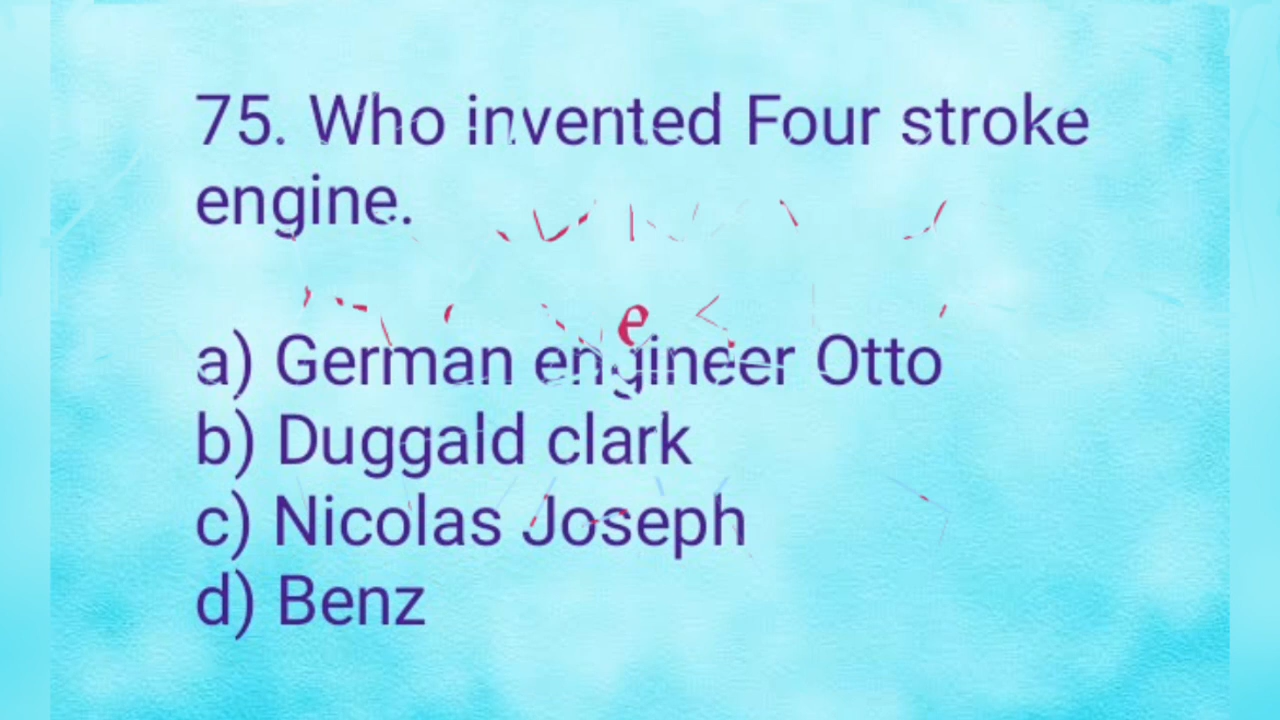 75. Who invented Four stroke
engine.
e
a) German engineer Otto
b) Duggald clark
c) Nicolas Joseph
d) Benz